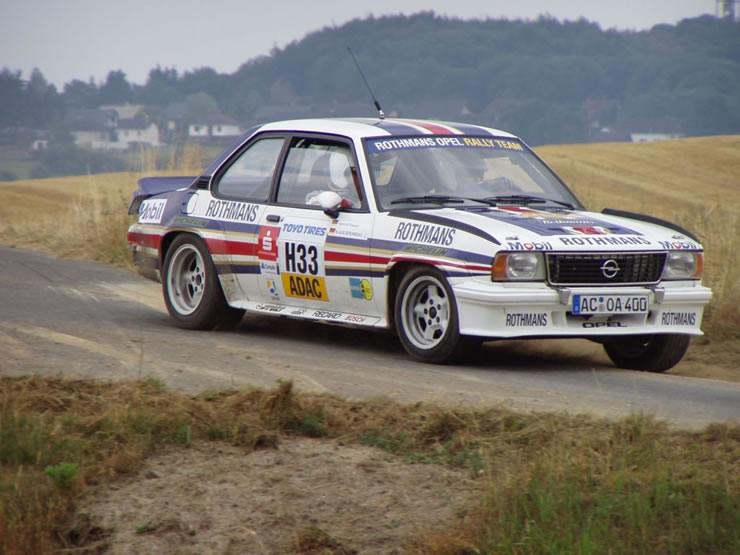 ROTHMANS OPEL RALLY TEAM
Mobil
ROTHMANS
TOYO TIRES
H33
ADAC
ROTHMANS
Mobil
ROTHMANS
Mobil
AC OA 400
ROTHMANS
OPEL
ROTHMANS
RECARO
BOSCH